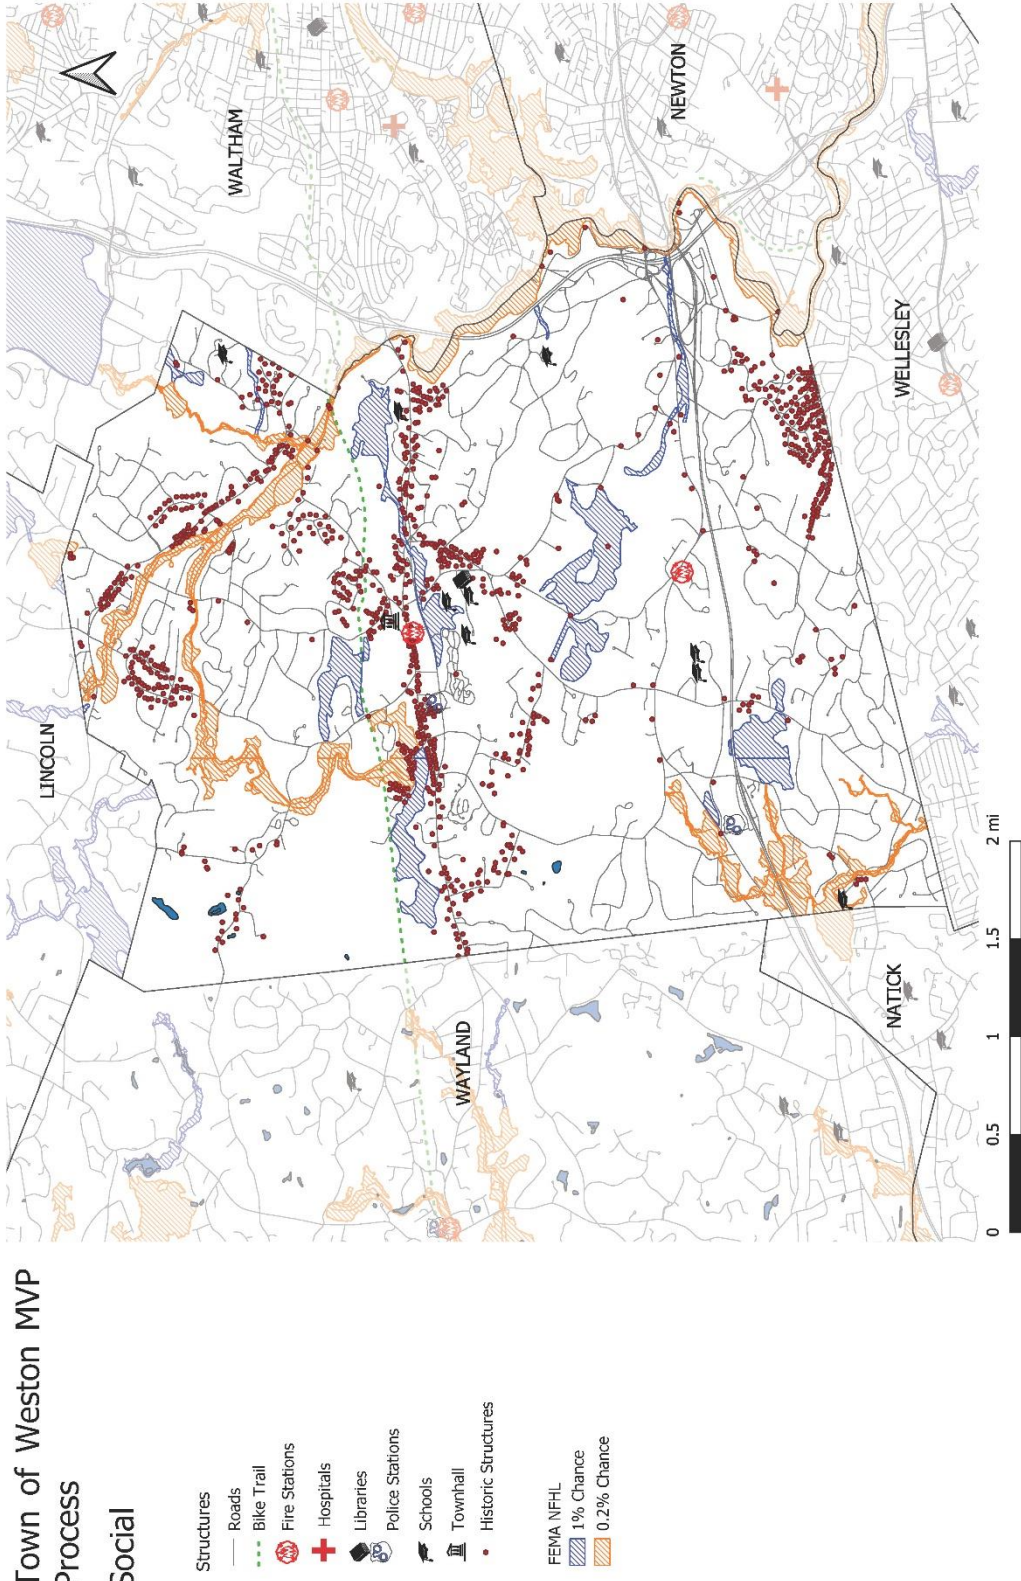 Town of Weston MVP
Process
Social
Structures
Roads
Bike Trail
Fire Stations
Hospitals
Libraries
Police Stations
Schools
Townhall
Historic Structures
FEMA NFHL
1% Chance
0.2% Chance
LINCOLN
WALTHAM
NEWTON
WAYLAND
WELLESLEY
NATICK
0 0.5 1 1.5 2 mi